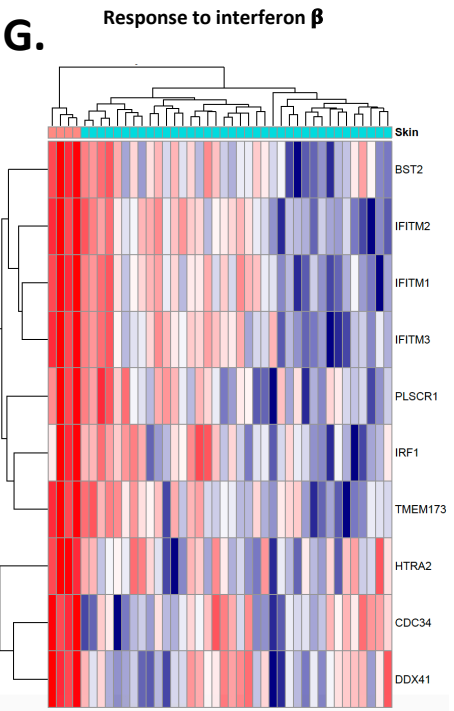 Response to interferon β
G.
Skin
BST2
IFITM2
IFITM1
IFITM3
PLSCR1
IRF1
TMEM173
HTRA2
CDC34
DDX41